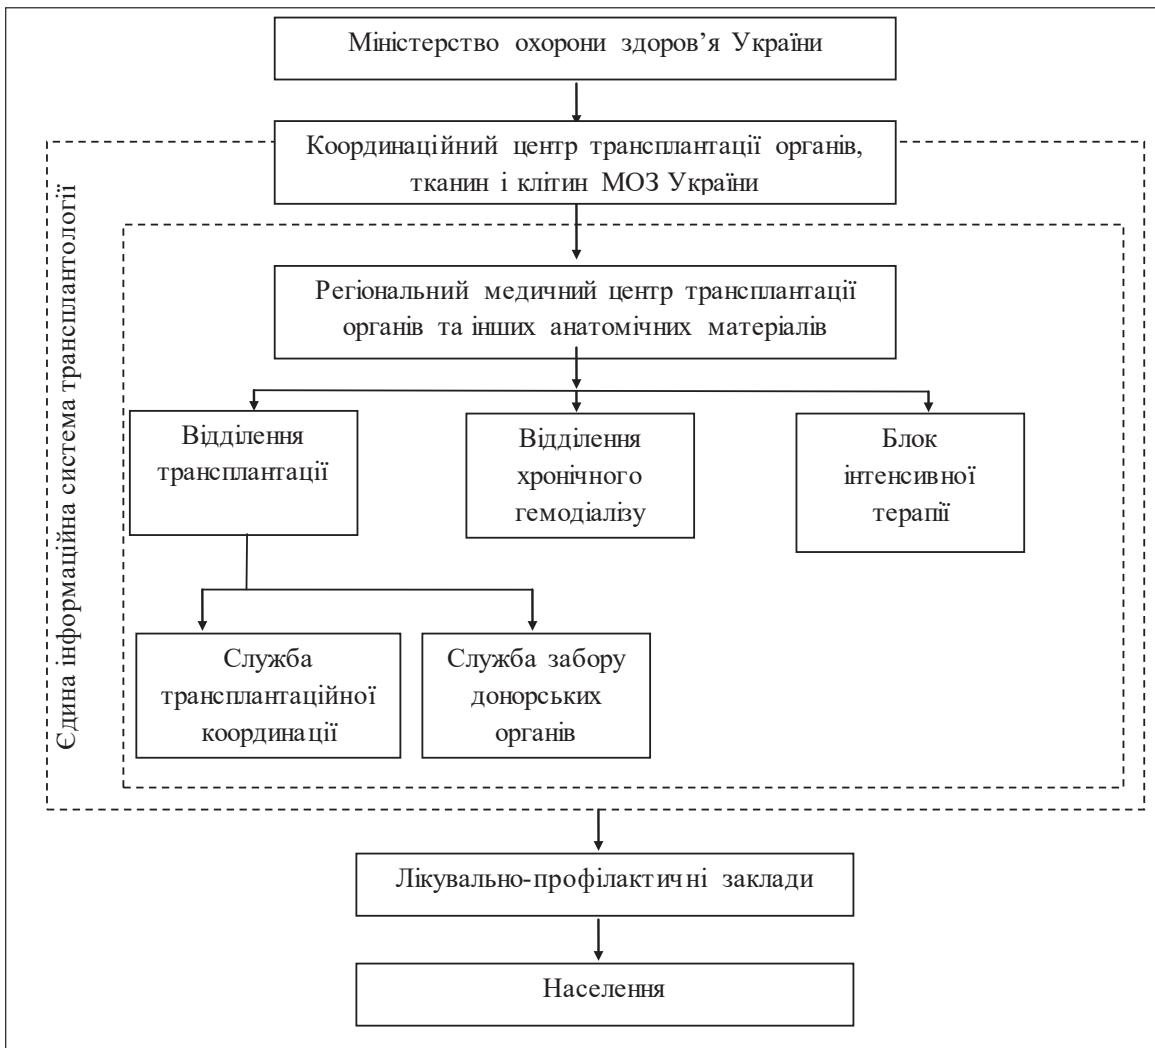 Міністерство охорони здоров’я України
Координаційний центр трансплантації органів,
тканин і клітин МОЗ України
Єдина інформаційна система трансплантології
Регіональний медичний центр трансплантації
органів та інших анатомічних матеріалів
Відділення
трансплантації
Відділення
хронічного
гемодіалізу
Блок
інтенсивної
терапії
Служба
трансплантаційної
координації
Служба забору
донорських
органів
Лікувально-профілактичні заклади
Населення